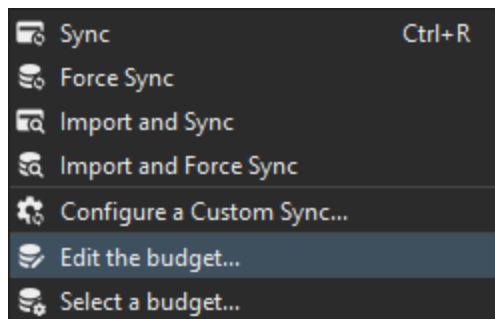 Sync Ctrl+R
Force Sync
Import and Sync
Import and Force Sync
Configure a Custom Sync...
Edit the budget...
Select a budget...